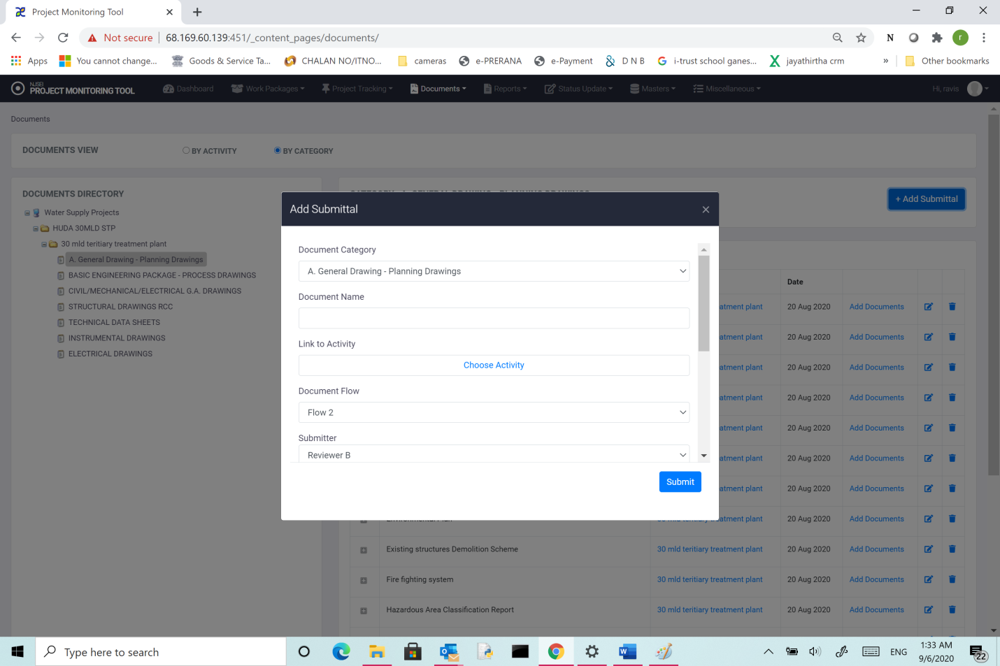 Project Monitoring Tool
Not secure 68.169.60.139:451/_content_pages/documents/
N r
Apps You cannot change... Goods & Service Ta... CHALAN NO/ITNO... cameras e-PRERANA e-Payment D N B i-trust school ganes... jayathirtha crm » Other bookmarks
NJSEI
PROJECT MONITORING TOOL Dashboard Work Packages Project Tracking Documents Reports Status Update Masters Miscellaneous Hi, ravis
Documents
DOCUMENTS VIEW BY ACTIVITY BY CATEGORY
DOCUMENTS DIRECTORY
Water Supply Projects
HUDA 30MLD STP
30 mld teritiary treatment plant
A. General Drawing - Planning Drawings
BASIC ENGINEERING PACKAGE - PROCESS DRAWINGS
CIVIL/MECHANICAL/ELECTRICAL G.A. DRAWINGS
STRUCTURAL DRAWINGS RCC
TECHNICAL DATA SHEETS
INSTRUMENTAL DRAWINGS
ELECTRICAL DRAWINGS
+ Add Submittal
Add Submittal ×
Document Category
A. General Drawing - Planning Drawings
Document Name
Link to Activity
Choose Activity
Document Flow
Flow 2
Submitter
Reviewer B
Submit
Date
atment plant 20 Aug 2020 Add Documents
atment plant 20 Aug 2020 Add Documents
atment plant 20 Aug 2020 Add Documents
atment plant 20 Aug 2020 Add Documents
atment plant 20 Aug 2020 Add Documents
atment plant 20 Aug 2020 Add Documents
atment plant 20 Aug 2020 Add Documents
atment plant 20 Aug 2020 Add Documents
Existing structures Demolition Scheme 30 mld teritiary treatment plant 20 Aug 2020 Add Documents
Fire fighting system 30 mld teritiary treatment plant 20 Aug 2020 Add Documents
Hazardous Area Classification Report 30 mld teritiary treatment plant 20 Aug 2020 Add Documents
Type here to search
ENG
1:33 AM
9/6/2020
22